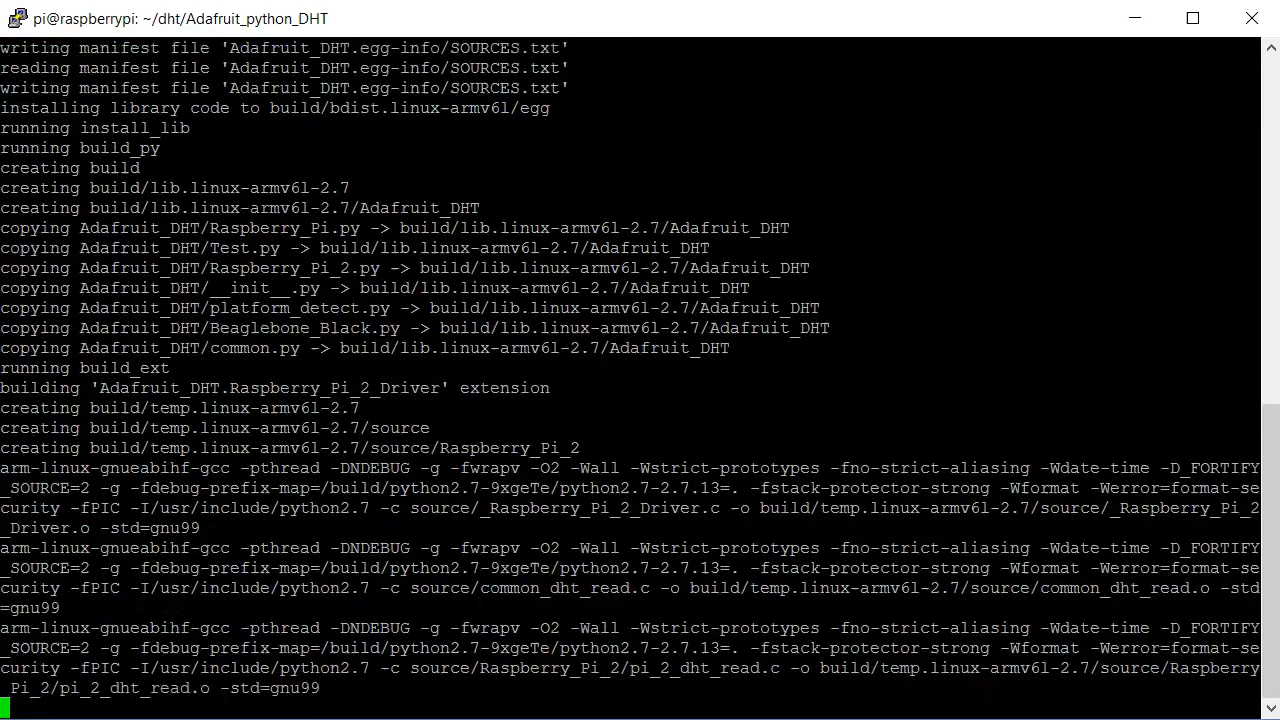 pi@raspberrypi: ~/dht/Adafruit_python_DHT
writing manifest file 'Adafruit_DHT.egg-info/SOURCES.txt'
reading manifest file 'Adafruit_DHT.egg-info/SOURCES.txt'
writing manifest file 'Adafruit_DHT.egg-info/SOURCES.txt'
installing library code to build/bdist.linux-armv6l/egg
running install_lib
running build_py
creating build
creating build/lib.linux-armv6l-2.7
creating build/lib.linux-armv6l-2.7/Adafruit_DHT
copying Adafruit_DHT/Raspberry_Pi.py -> build/lib.linux-armv6l-2.7/Adafruit_DHT
copying Adafruit_DHT/Test.py -> build/lib.linux-armv6l-2.7/Adafruit_DHT
copying Adafruit_DHT/Raspberry_Pi_2.py -> build/lib.linux-armv6l-2.7/Adafruit_DHT
copying Adafruit_DHT/__init__.py -> build/lib.linux-armv6l-2.7/Adafruit_DHT
copying Adafruit_DHT/platform_detect.py -> build/lib.linux-armv6l-2.7/Adafruit_DHT
copying Adafruit_DHT/Beaglebone_Black.py -> build/lib.linux-armv6l-2.7/Adafruit_DHT
copying Adafruit_DHT/common.py -> build/lib.linux-armv6l-2.7/Adafruit_DHT
running build_ext
building 'Adafruit_DHT.Raspberry_Pi_2_Driver' extension
creating build/temp.linux-armv6l-2.7
creating build/temp.linux-armv6l-2.7/source
creating build/temp.linux-armv6l-2.7/source/Raspberry_Pi_2
arm-linux-gnueabihf-gcc -pthread -DNDEBUG -g -fwrapv -O2 -Wall -Wstrict-prototypes -fno-strict-aliasing -Wdate-time -D_FORTIFY
_SOURCE=2 -g -fdebug-prefix-map=/build/python2.7-9xgeTe/python2.7-2.7.13=. -fstack-protector-strong -Wformat -Werror=format-se
curity -fPIC -I/usr/include/python2.7 -c source/_Raspberry_Pi_2_Driver.c -o build/temp.linux-armv6l-2.7/source/_Raspberry_Pi_2
_Driver.o -std=gnu99
arm-linux-gnueabihf-gcc -pthread -DNDEBUG -g -fwrapv -O2 -Wall -Wstrict-prototypes -fno-strict-aliasing -Wdate-time -D_FORTIFY
_SOURCE=2 -g -fdebug-prefix-map=/build/python2.7-9xgeTe/python2.7-2.7.13=. -fstack-protector-strong -Wformat -Werror=format-se
curity -fPIC -I/usr/include/python2.7 -c source/common_dht_read.c -o build/temp.linux-armv6l-2.7/source/common_dht_read.o -std
=gnu99
arm-linux-gnueabihf-gcc -pthread -DNDEBUG -g -fwrapv -O2 -Wall -Wstrict-prototypes -fno-strict-aliasing -Wdate-time -D_FORTIFY
_SOURCE=2 -g -fdebug-prefix-map=/build/python2.7-9xgeTe/python2.7-2.7.13=. -fstack-protector-strong -Wformat -Werror=format-se
curity -fPIC -I/usr/include/python2.7 -c source/Raspberry_Pi_2/pi_2_dht_read.c -o build/temp.linux-armv6l-2.7/source/Raspberry
_Pi_2/pi_2_dht_read.o -std=gnu99